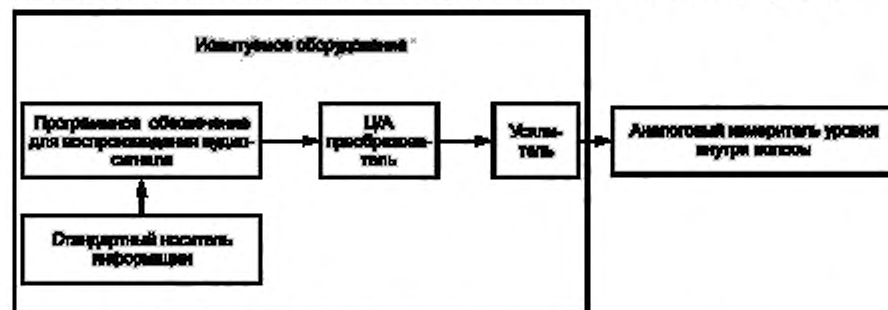 Испытуемое оборудование
Программное обеспечение
для воспроизведения аудио-
сигнала
Ц/А
преобразова-
тель
Усили-
тель
Аналоговый измеритель уровня
внутри полосы
Стандартный носитель
информации